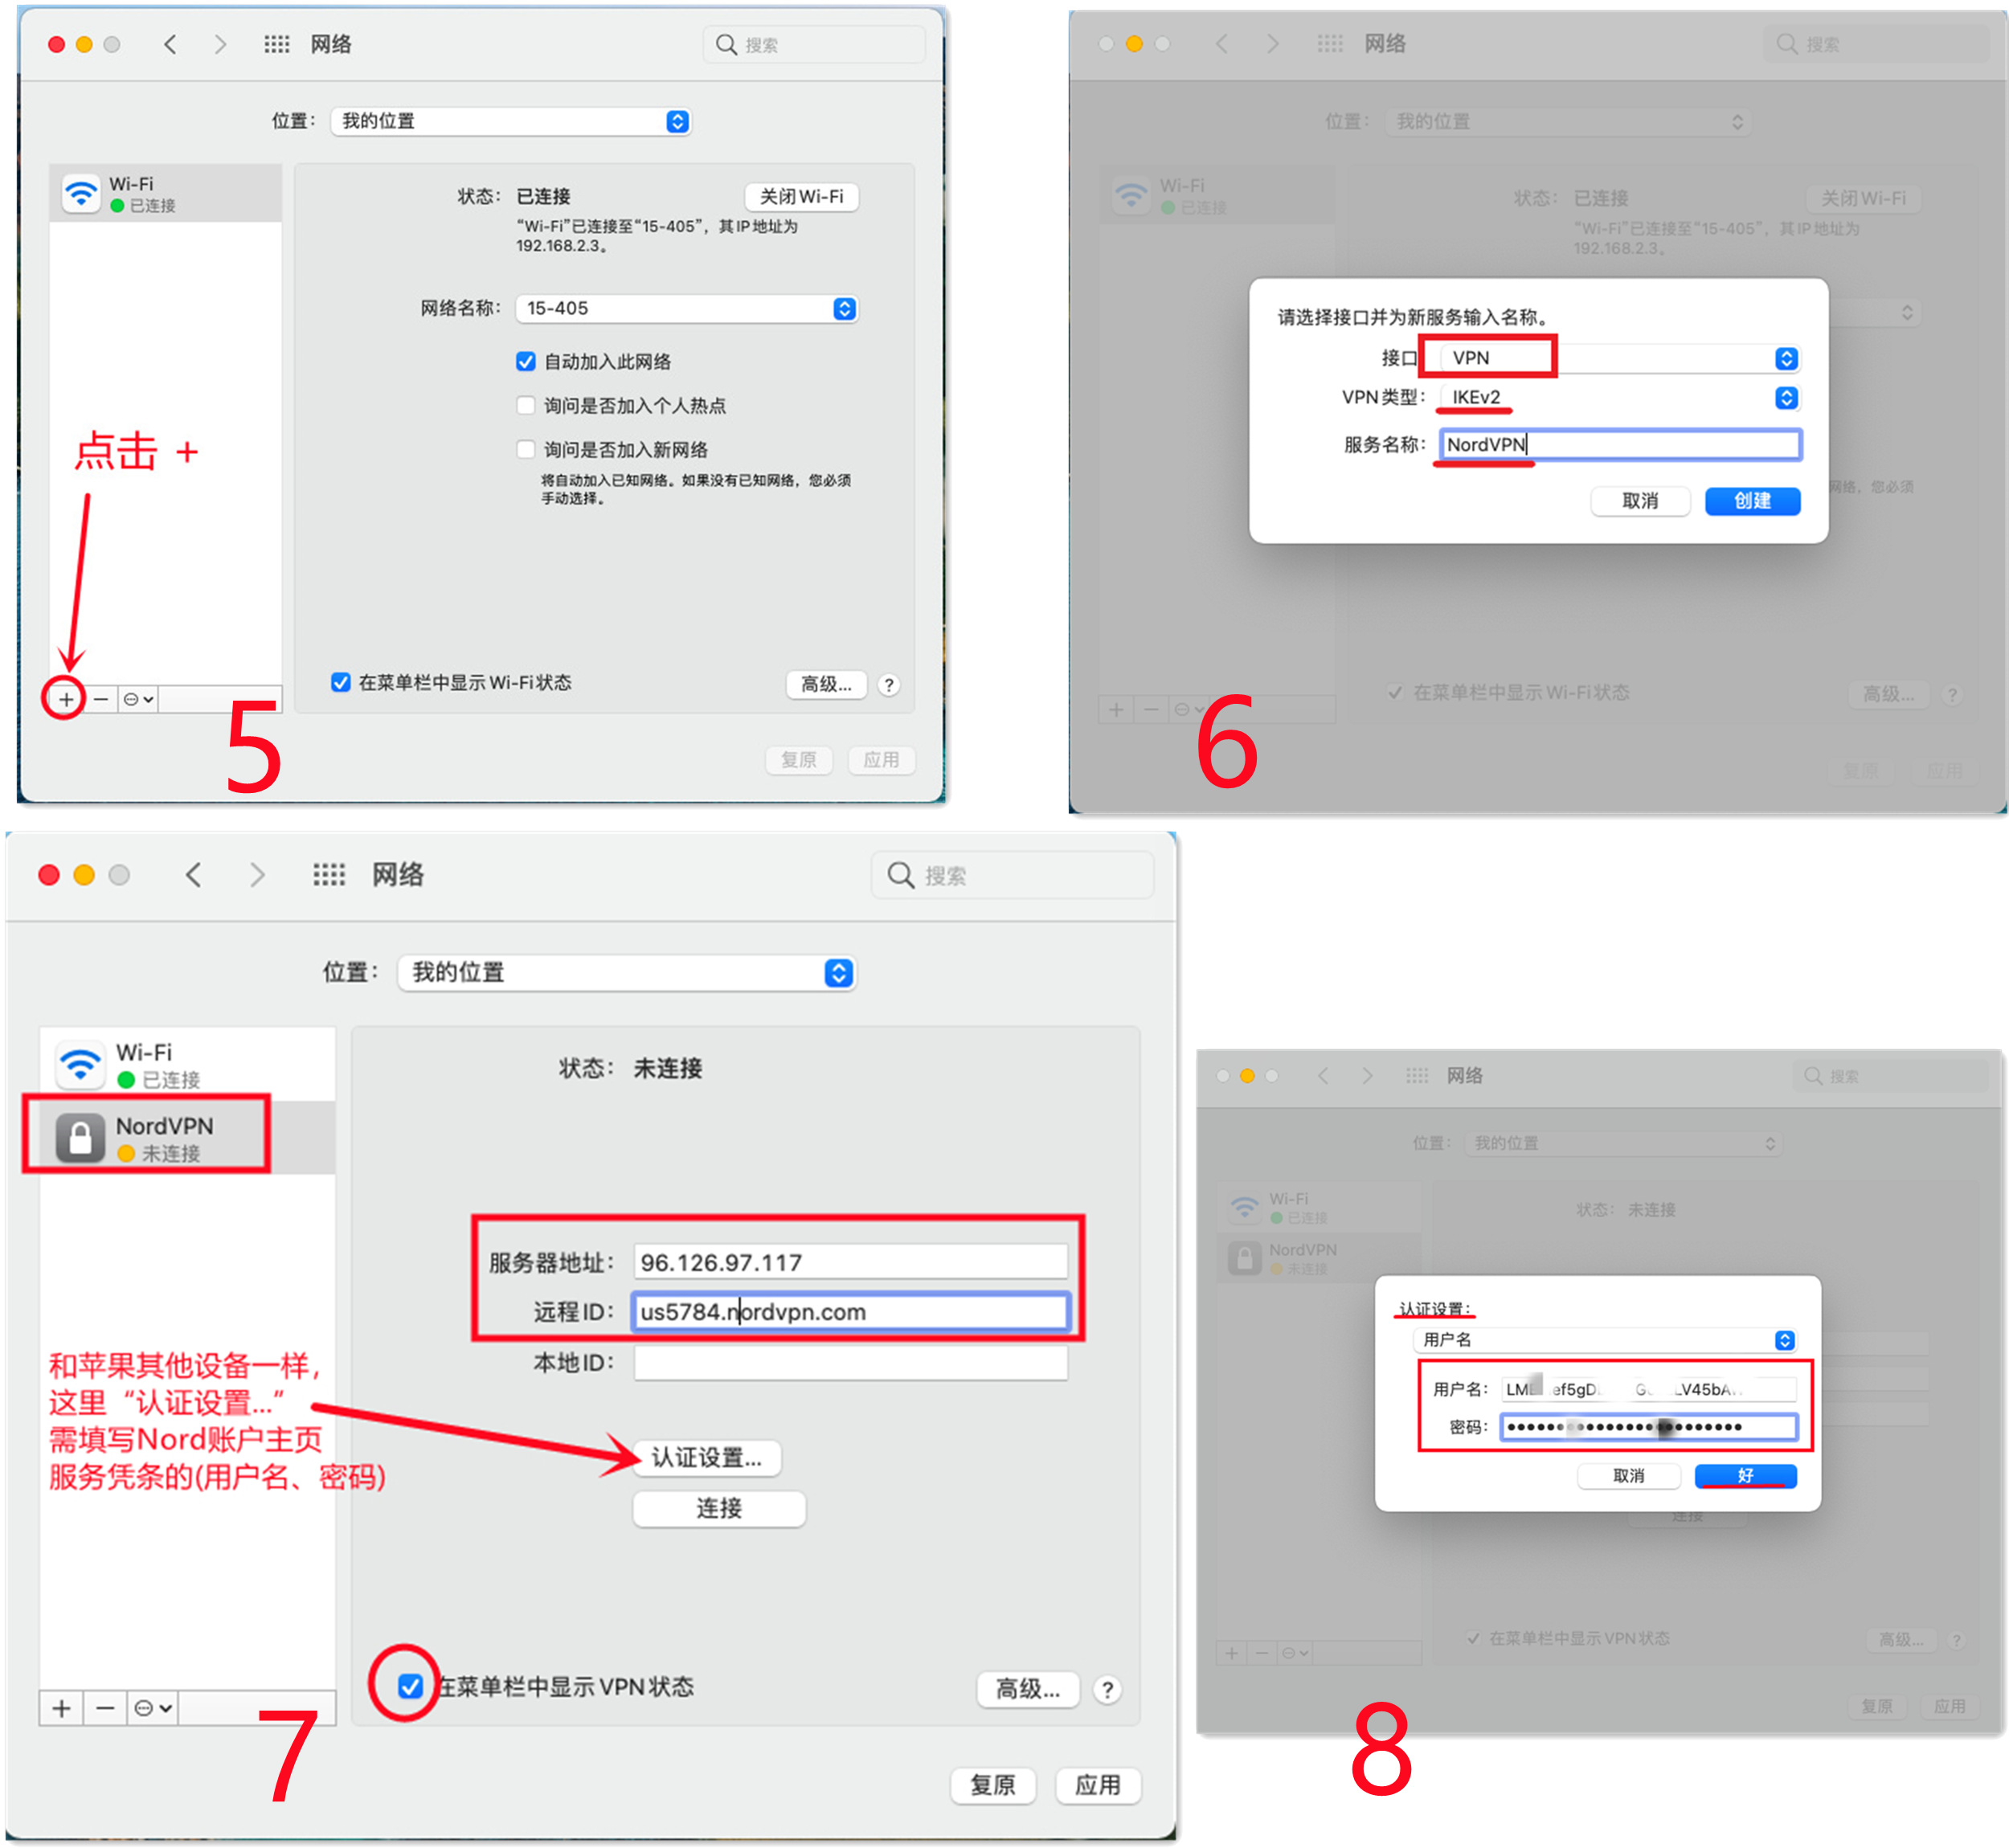 网络
搜索
位置：
我的位置
Wi-Fi
已连接
状态：
已连接
关闭 Wi-Fi
“Wi-Fi”已连接至“15-405”，其 IP 地址为
192.168.2.3。
网络名称：
15-405
自动加入此网络
询问是否加入个人热点
询问是否加入新网络
将自动加入已知网络。如果没有已知网络，您必须
手动选择。
点击 +
在菜单栏中显示 Wi-Fi 状态
高级...
?
5
复原
应用
网络
搜索
位置：
我的位置
Wi-Fi
已连接
状态：
已连接
关闭 Wi-Fi
“Wi-Fi”已连接至“15-405”，其 IP 地址为
192.168.2.3。
请选择接口并为新服务输入名称。
接口
VPN
VPN 类型：
IKEv2
服务名称：
NordVPN
取消
创建
网络，您必须
在菜单栏中显示 Wi-Fi 状态
高级...
?
6
复原
应用
网络
搜索
位置：
我的位置
Wi-Fi
已连接
NordVPN
未连接
状态：
未连接
服务器地址：
96.126.97.117
远程 ID：
us5784.nordvpn.com
本地 ID：
和苹果其他设备一样，
这里“认证设置...”
需填写Nord账户主页
服务凭条的(用户名、密码)
认证设置...
连接
在菜单栏中显示 VPN 状态
高级...
?
7
复原
应用
网络
搜索
位置：
我的位置
Wi-Fi
已连接
NordVPN
未连接
状态：
未连接
认证设置：
用户名
用户名：
密码：
取消
好
连接
在菜单栏中显示 VPN 状态
高级...
?
复原
应用
8